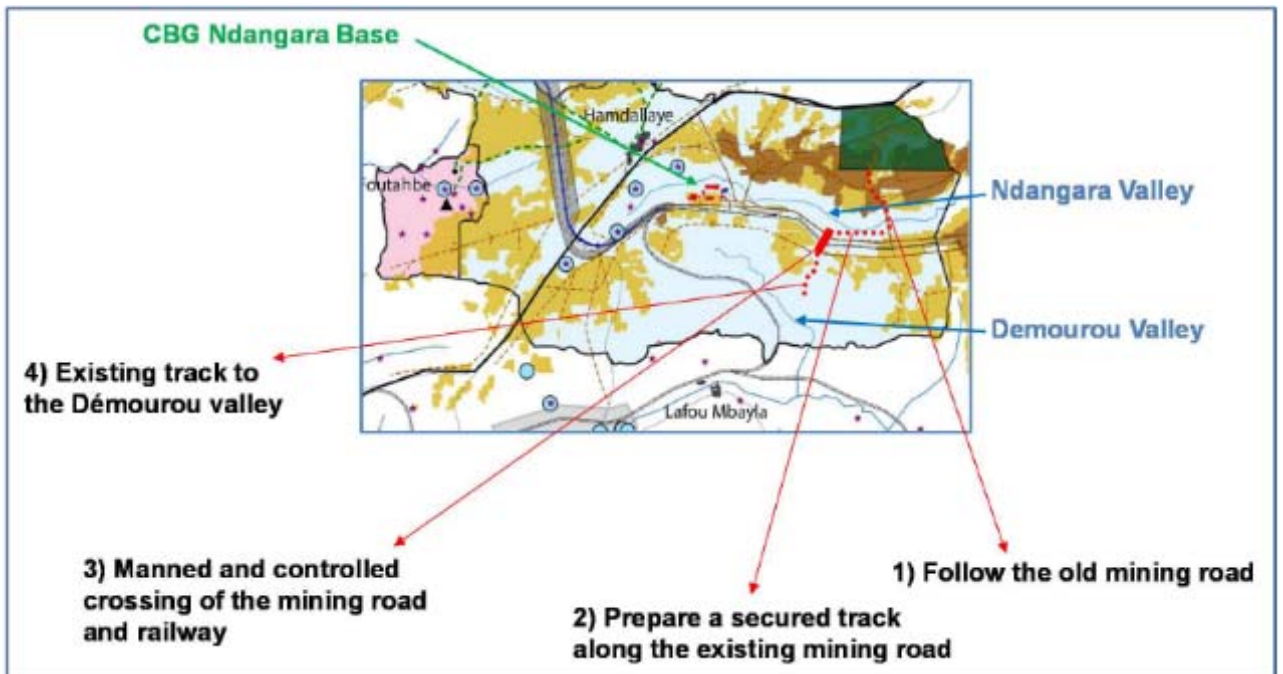 CBG Ndangara Base
Hamdallaye
Foutahbe
Ndangara Valley
Demourou Valley
4) Existing track to
the Démourou valley
Lafou Mbayla
3) Manned and controlled
crossing of the mining road
and railway
2) Prepare a secured track
along the existing mining road
1) Follow the old mining road